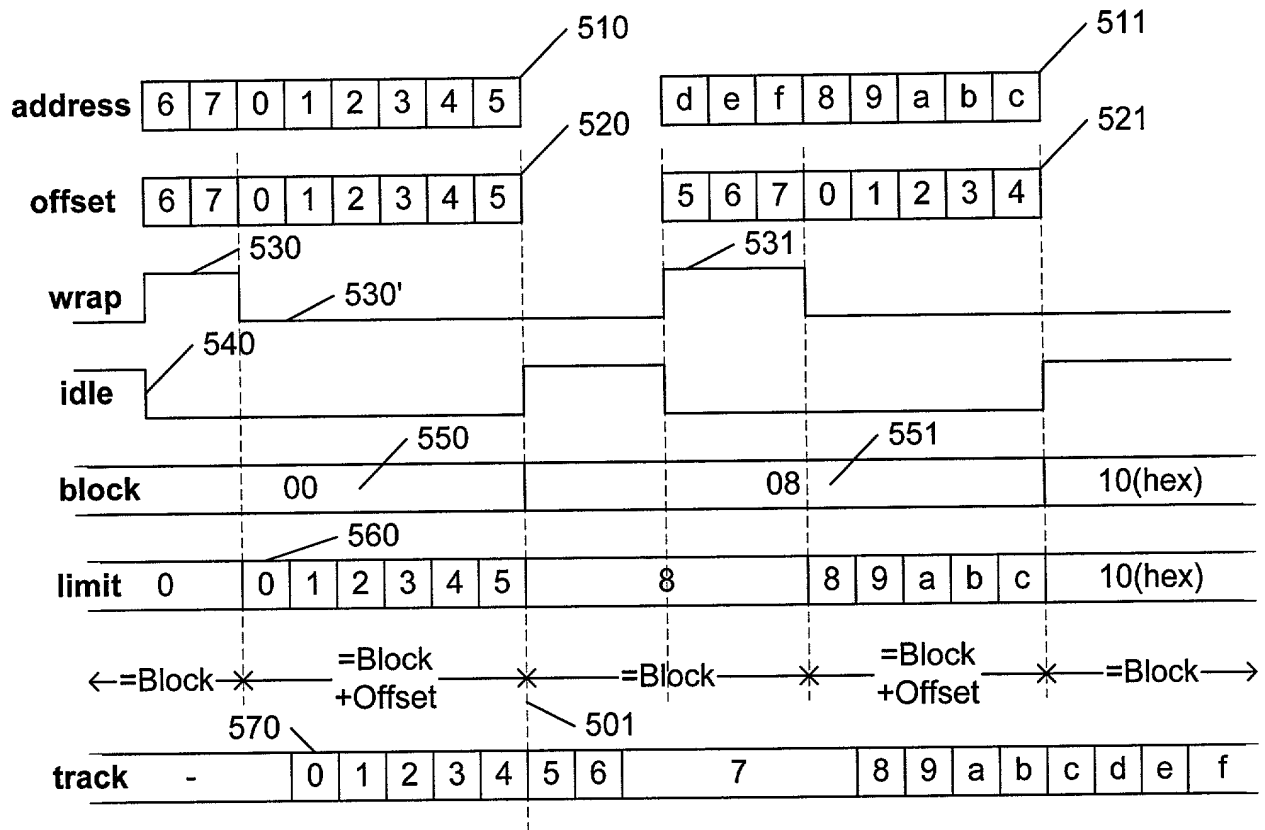 510 511
address 6 7 0 1 2 3 4 5 d e f 8 9 a b c
520 521
offset 6 7 0 1 2 3 4 5 5 6 7 0 1 2 3 4
530 531
wrap 530'
540
idle
550 551
block 00 08 10(hex)
560
limit 0 0 1 2 3 4 5 8 8 9 a b c 10(hex)
=Block =Block +Offset =Block =Block +Offset =Block
570 501
track - 0 1 2 3 4 5 6 7 8 9 a b c d e f